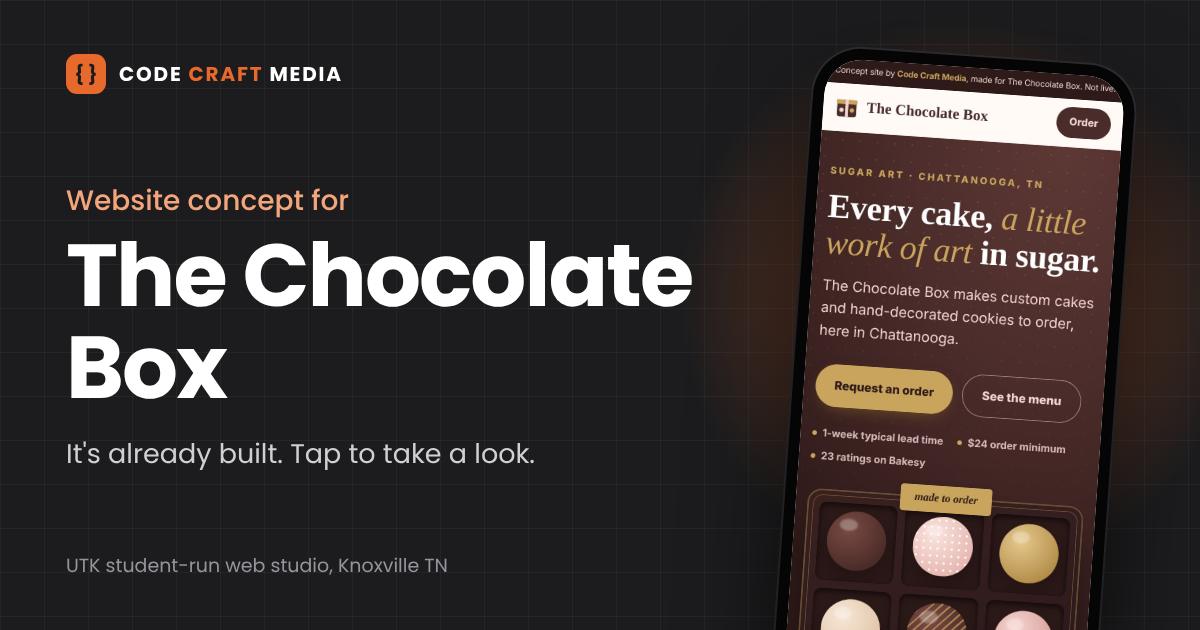 { } CODE CRAFT MEDIA
Website concept for
The Chocolate
Box
It's already built. Tap to take a look.
UTK student-run web studio, Knoxville TN
Concept site by Code Craft Media, made for The Chocolate Box. Not live.
The Chocolate Box
Order
SUGAR ART · CHATTANOOGA, TN
Every cake, a little
work of art in sugar.
The Chocolate Box makes custom cakes
and hand-decorated cookies to order,
here in Chattanooga.
Request an order
See the menu
1-week typical lead time
$24 order minimum
23 ratings on Bakesy
made to order